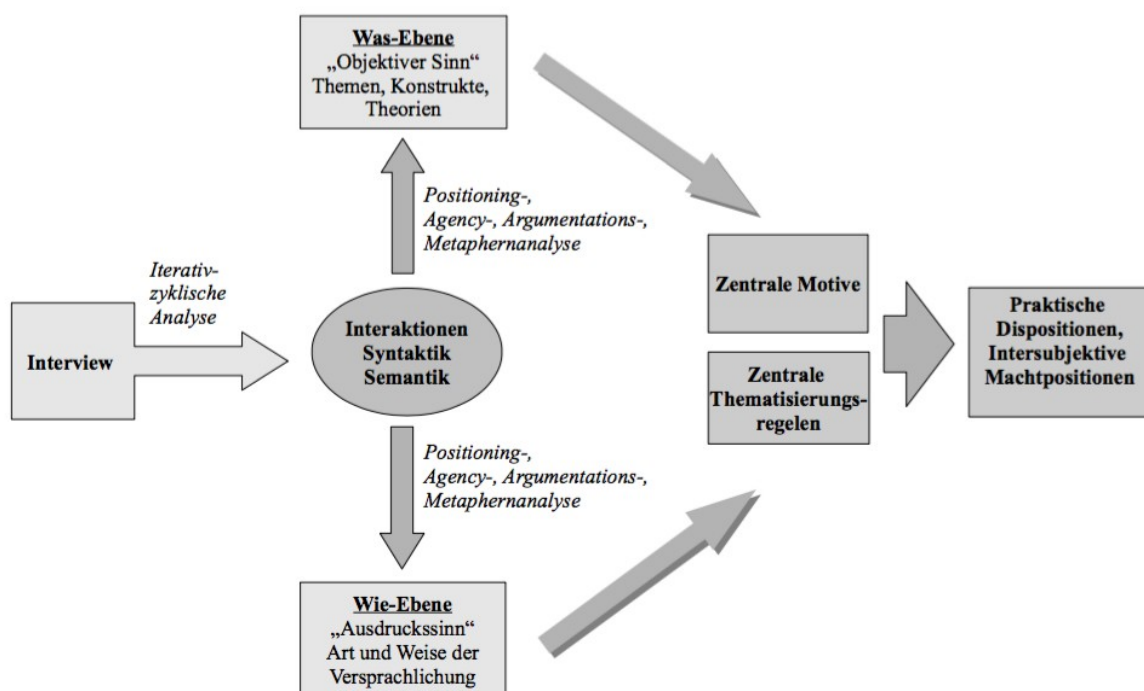 Was-Ebene
„Objektiver Sinn“
Themen, Konstrukte,
Theorien
Positioning-,
Agency-, Argumentations-,
Metaphernanalyse
Iterativ-
zyklische
Analyse
Interview
Interaktionen
Syntaktik
Semantik
Zentrale Motive
Zentrale
Thematisierungs-
regelen
Praktische
Dispositionen,
Intersubjektive
Machtpositionen
Positioning-,
Agency-, Argumentations-,
Metaphernanalyse
Wie-Ebene
„Ausdruckssinn“
Art und Weise der
Versprachlichung